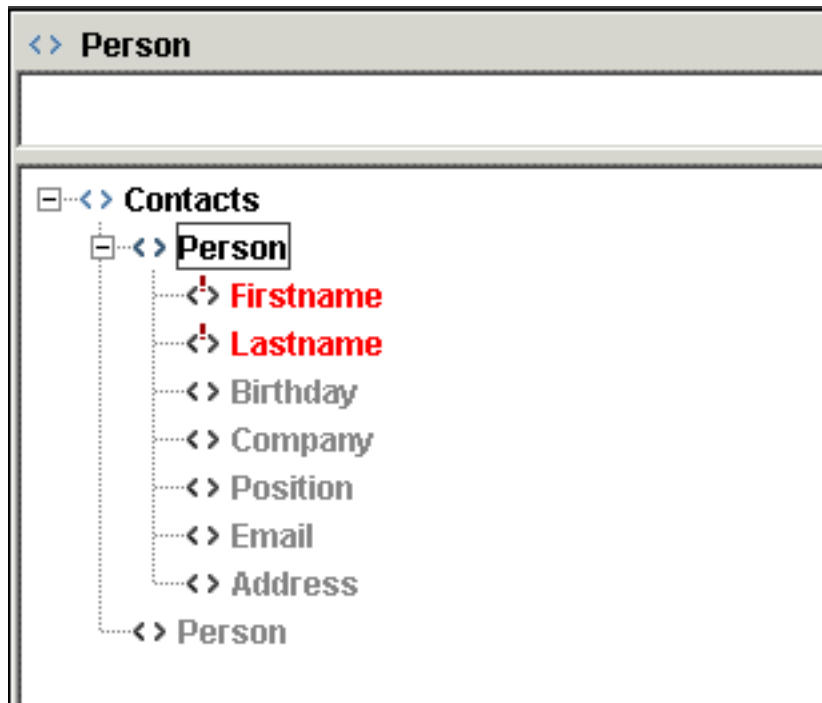 Person
Contacts
Person
Firstname
Lastname
Birthday
Company
Position
Email
Address
Person